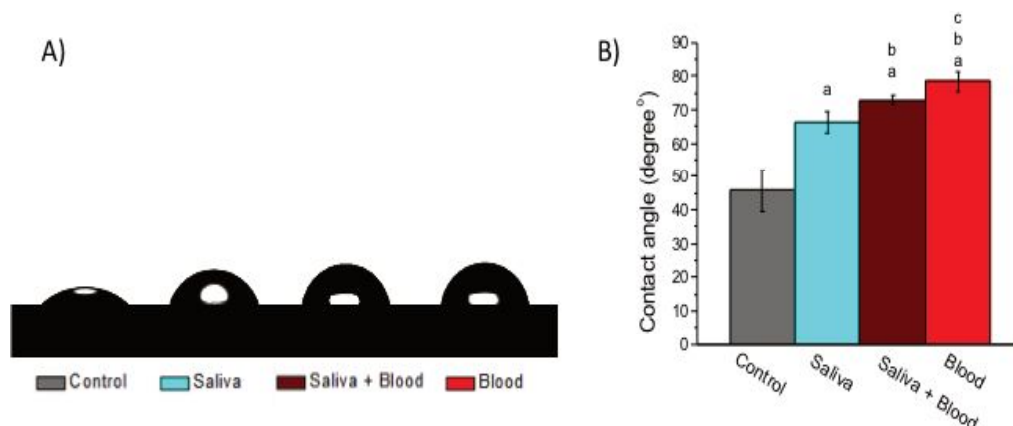 A)
Control Saliva Saliva + Blood Blood
B)
c
b b
a a a
90
80
70
60
50
40
30
20
10
0
Contact angle (degree°)
Control
Saliva
Saliva + Blood
Blood